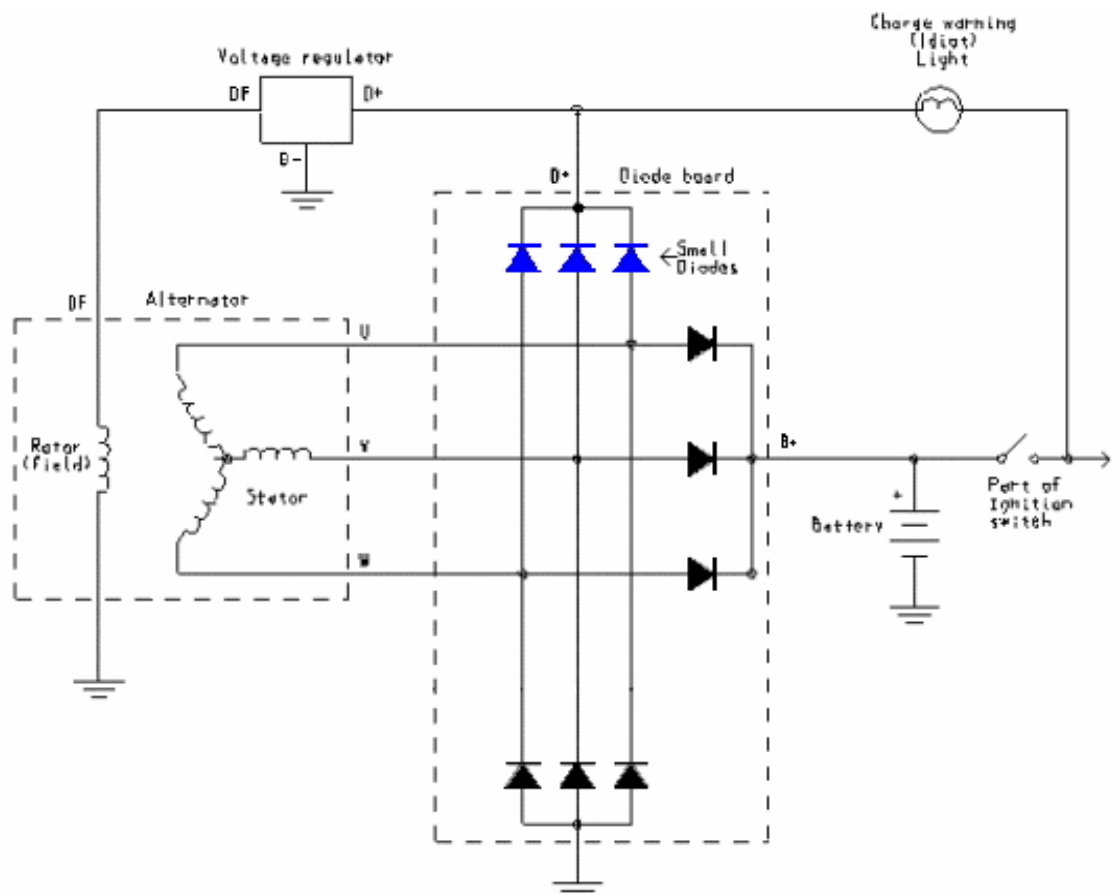 Charge warning
(Idiot)
Light
Voltage regulator
DF
D+
B-
D+
Diode board
Small
Diodes
DF
Alternator
U
Rotor
(field)
V
Stator
B+
+
Battery
Part of
Ignition
switch
W